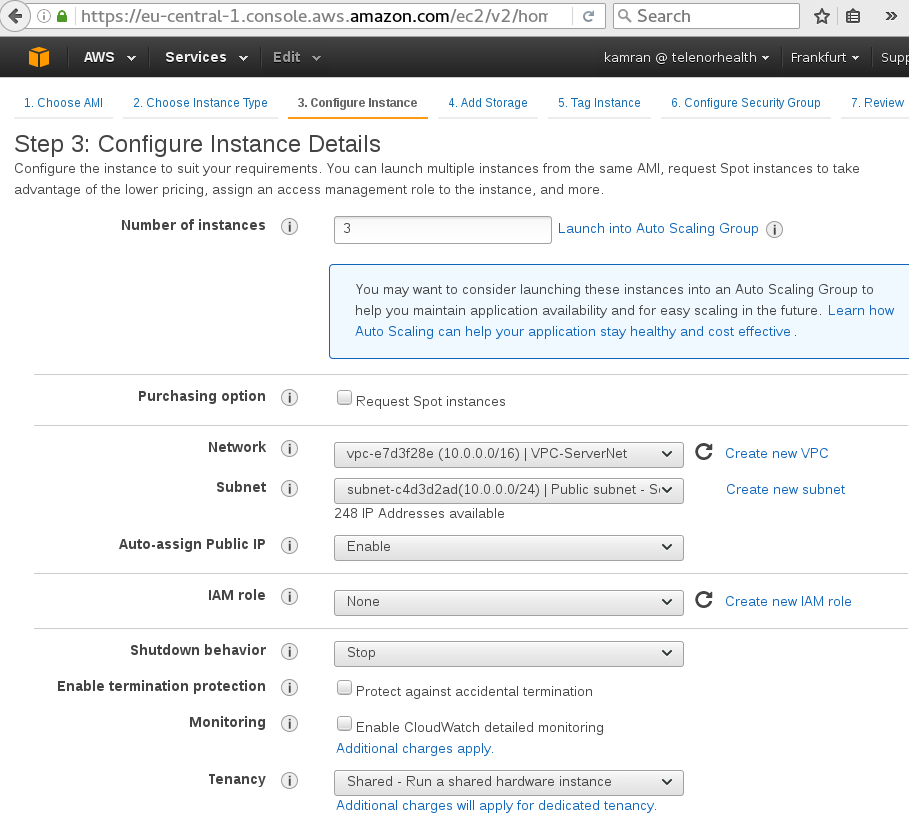 https://eu-central-1.console.aws.amazon.com/ec2/v2/hom Search
AWS Services Edit kamran @ telenorhealth Frankfurt Supp
1. Choose AMI 2. Choose Instance Type 3. Configure Instance 4. Add Storage 5. Tag Instance 6. Configure Security Group 7. Review
Step 3: Configure Instance Details
Configure the instance to suit your requirements. You can launch multiple instances from the same AMI, request Spot instances to take
advantage of the lower pricing, assign an access management role to the instance, and more.
Number of instances 3 Launch into Auto Scaling Group
You may want to consider launching these instances into an Auto Scaling Group to
help you maintain application availability and for easy scaling in the future. Learn how
Auto Scaling can help your application stay healthy and cost effective.
Purchasing option Request Spot instances
Network vpc-e7d3f28e (10.0.0.0/16) | VPC-ServerNet Create new VPC
Subnet subnet-c4d3d2ad(10.0.0.0/24) | Public subnet - Se Create new subnet
248 IP Addresses available
Auto-assign Public IP Enable
IAM role None Create new IAM role
Shutdown behavior Stop
Enable termination protection Protect against accidental termination
Monitoring Enable CloudWatch detailed monitoring
Additional charges apply.
Tenancy Shared - Run a shared hardware instance
Additional charges will apply for dedicated tenancy.